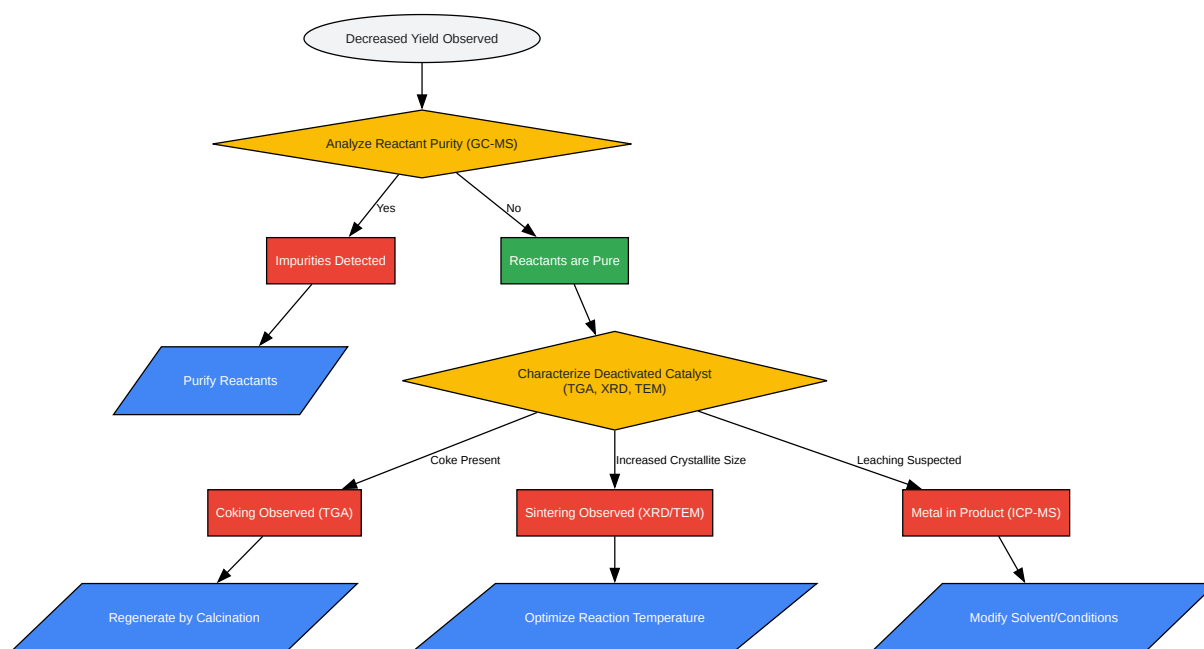 Decreased Yield Observed
Analyze Reactant Purity (GC-MS)
Yes
No
Impurities Detected
Reactants are Pure
Purify Reactants
Characterize Deactivated Catalyst
(TGA, XRD, TEM)
Coke Present
Increased Crystallite Size
Leaching Suspected
Coking Observed (TGA)
Sintering Observed (XRD/TEM)
Metal in Product (ICP-MS)
Regenerate by Calcination
Optimize Reaction Temperature
Modify Solvent/Conditions